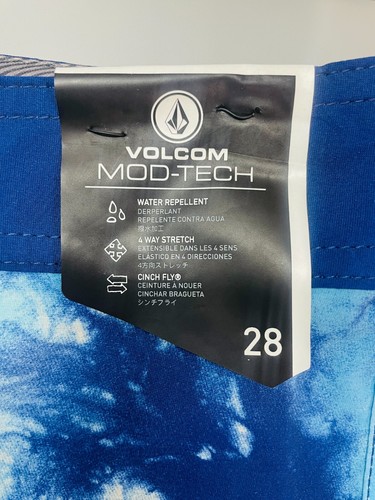 VOLCOM
MOD-TECH
WATER REPELLENT
DEPERLANT
REPELENTE CONTRA AGUA
撥水加工
4 WAY STRETCH
EXTENSIBLE DANS LES 4 SENS
ELÁSTICO EN 4 DIRECCIONES
4方向ストレッチ
CINCH FLY®
CEINTURE À NOUER
CINCHAR BRAGUETA
シンチフライ
28